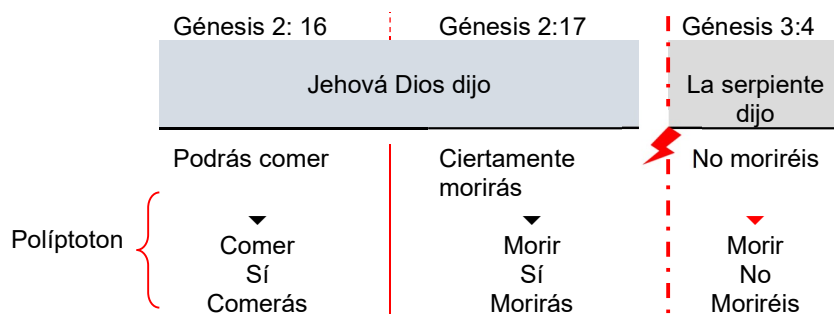 Génesis 2: 16
Génesis 2:17
Génesis 3:4
Jehová Dios dijo
La serpiente
dijo
Podrás comer
Ciertamente
morirás
No moriréis
Políptoton
Comer
Sí
Comerás
Morir
Sí
Morirás
Morir
No
Moriréis